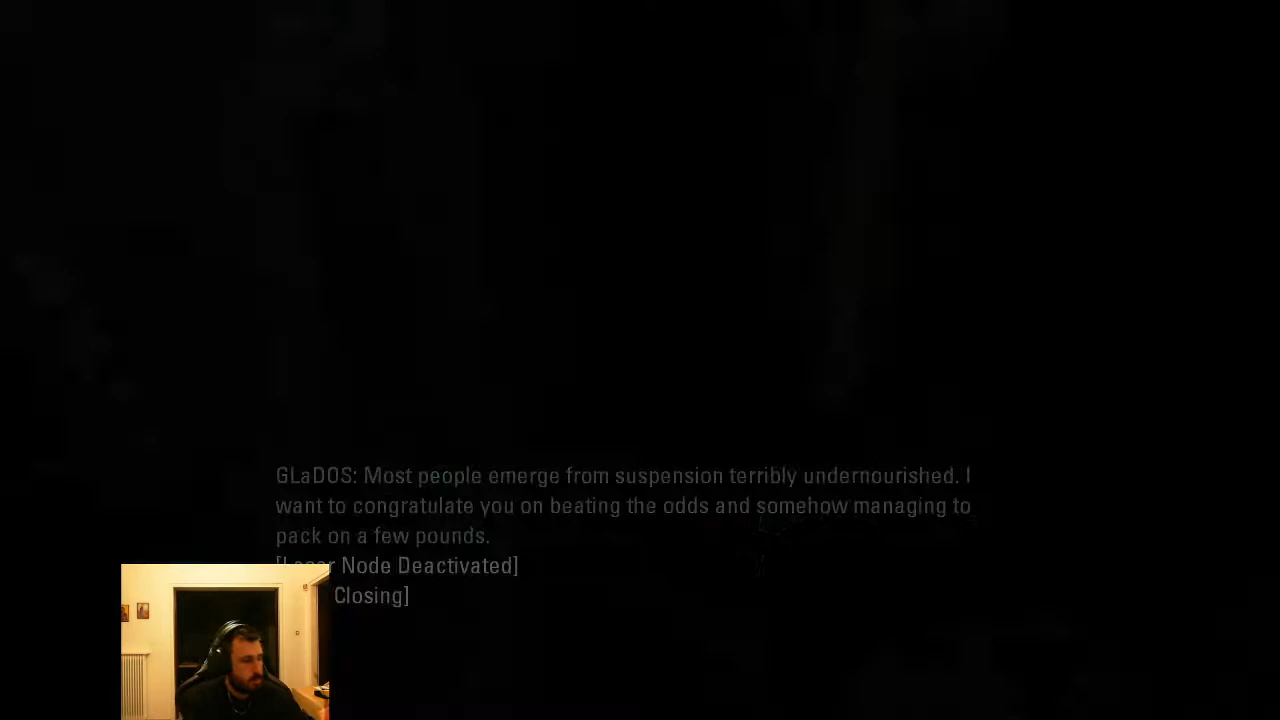 GLaDOS: Most people emerge from suspension terribly undernourished. I
want to congratulate you on beating the odds and somehow managing to
pack on a few pounds.
[Laser Node Deactivated]
Closing]